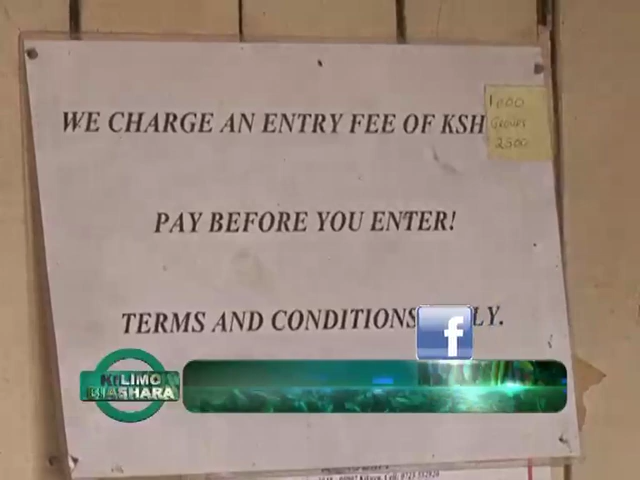 WE CHARGE AN ENTRY FEE OF KSH
1000
GROUPS
2500
PAY BEFORE YOU ENTER!
TERMS AND CONDITIONS LY.
f
KILIMO
BIASHARA